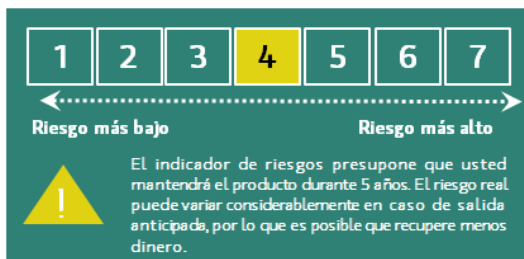 1 2 3 4 5 6 7
Riesgo más bajo Riesgo más alto
!
El indicador de riesgos presupone que usted
mantendrá el producto durante 5 años. El riesgo real
puede variar considerablemente en caso de salida
anticipada, por lo que es posible que recupere menos
dinero.